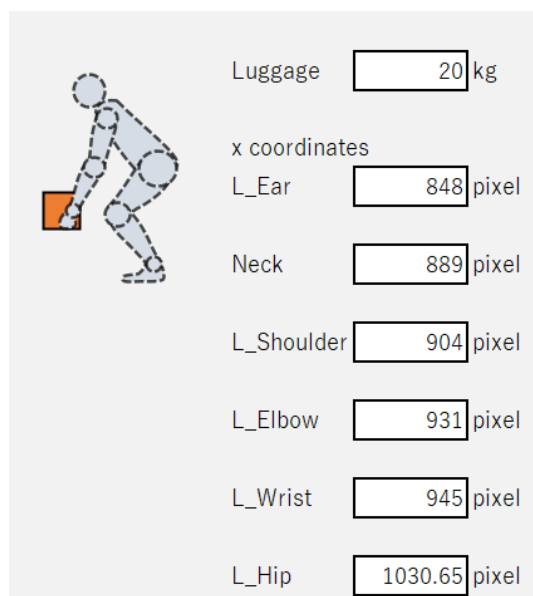 Luggage 20 kg
x coordinates
L_Ear 848 pixel
Neck 889 pixel
L_Shoulder 904 pixel
L_Elbow 931 pixel
L_Wrist 945 pixel
L_Hip 1030.65 pixel